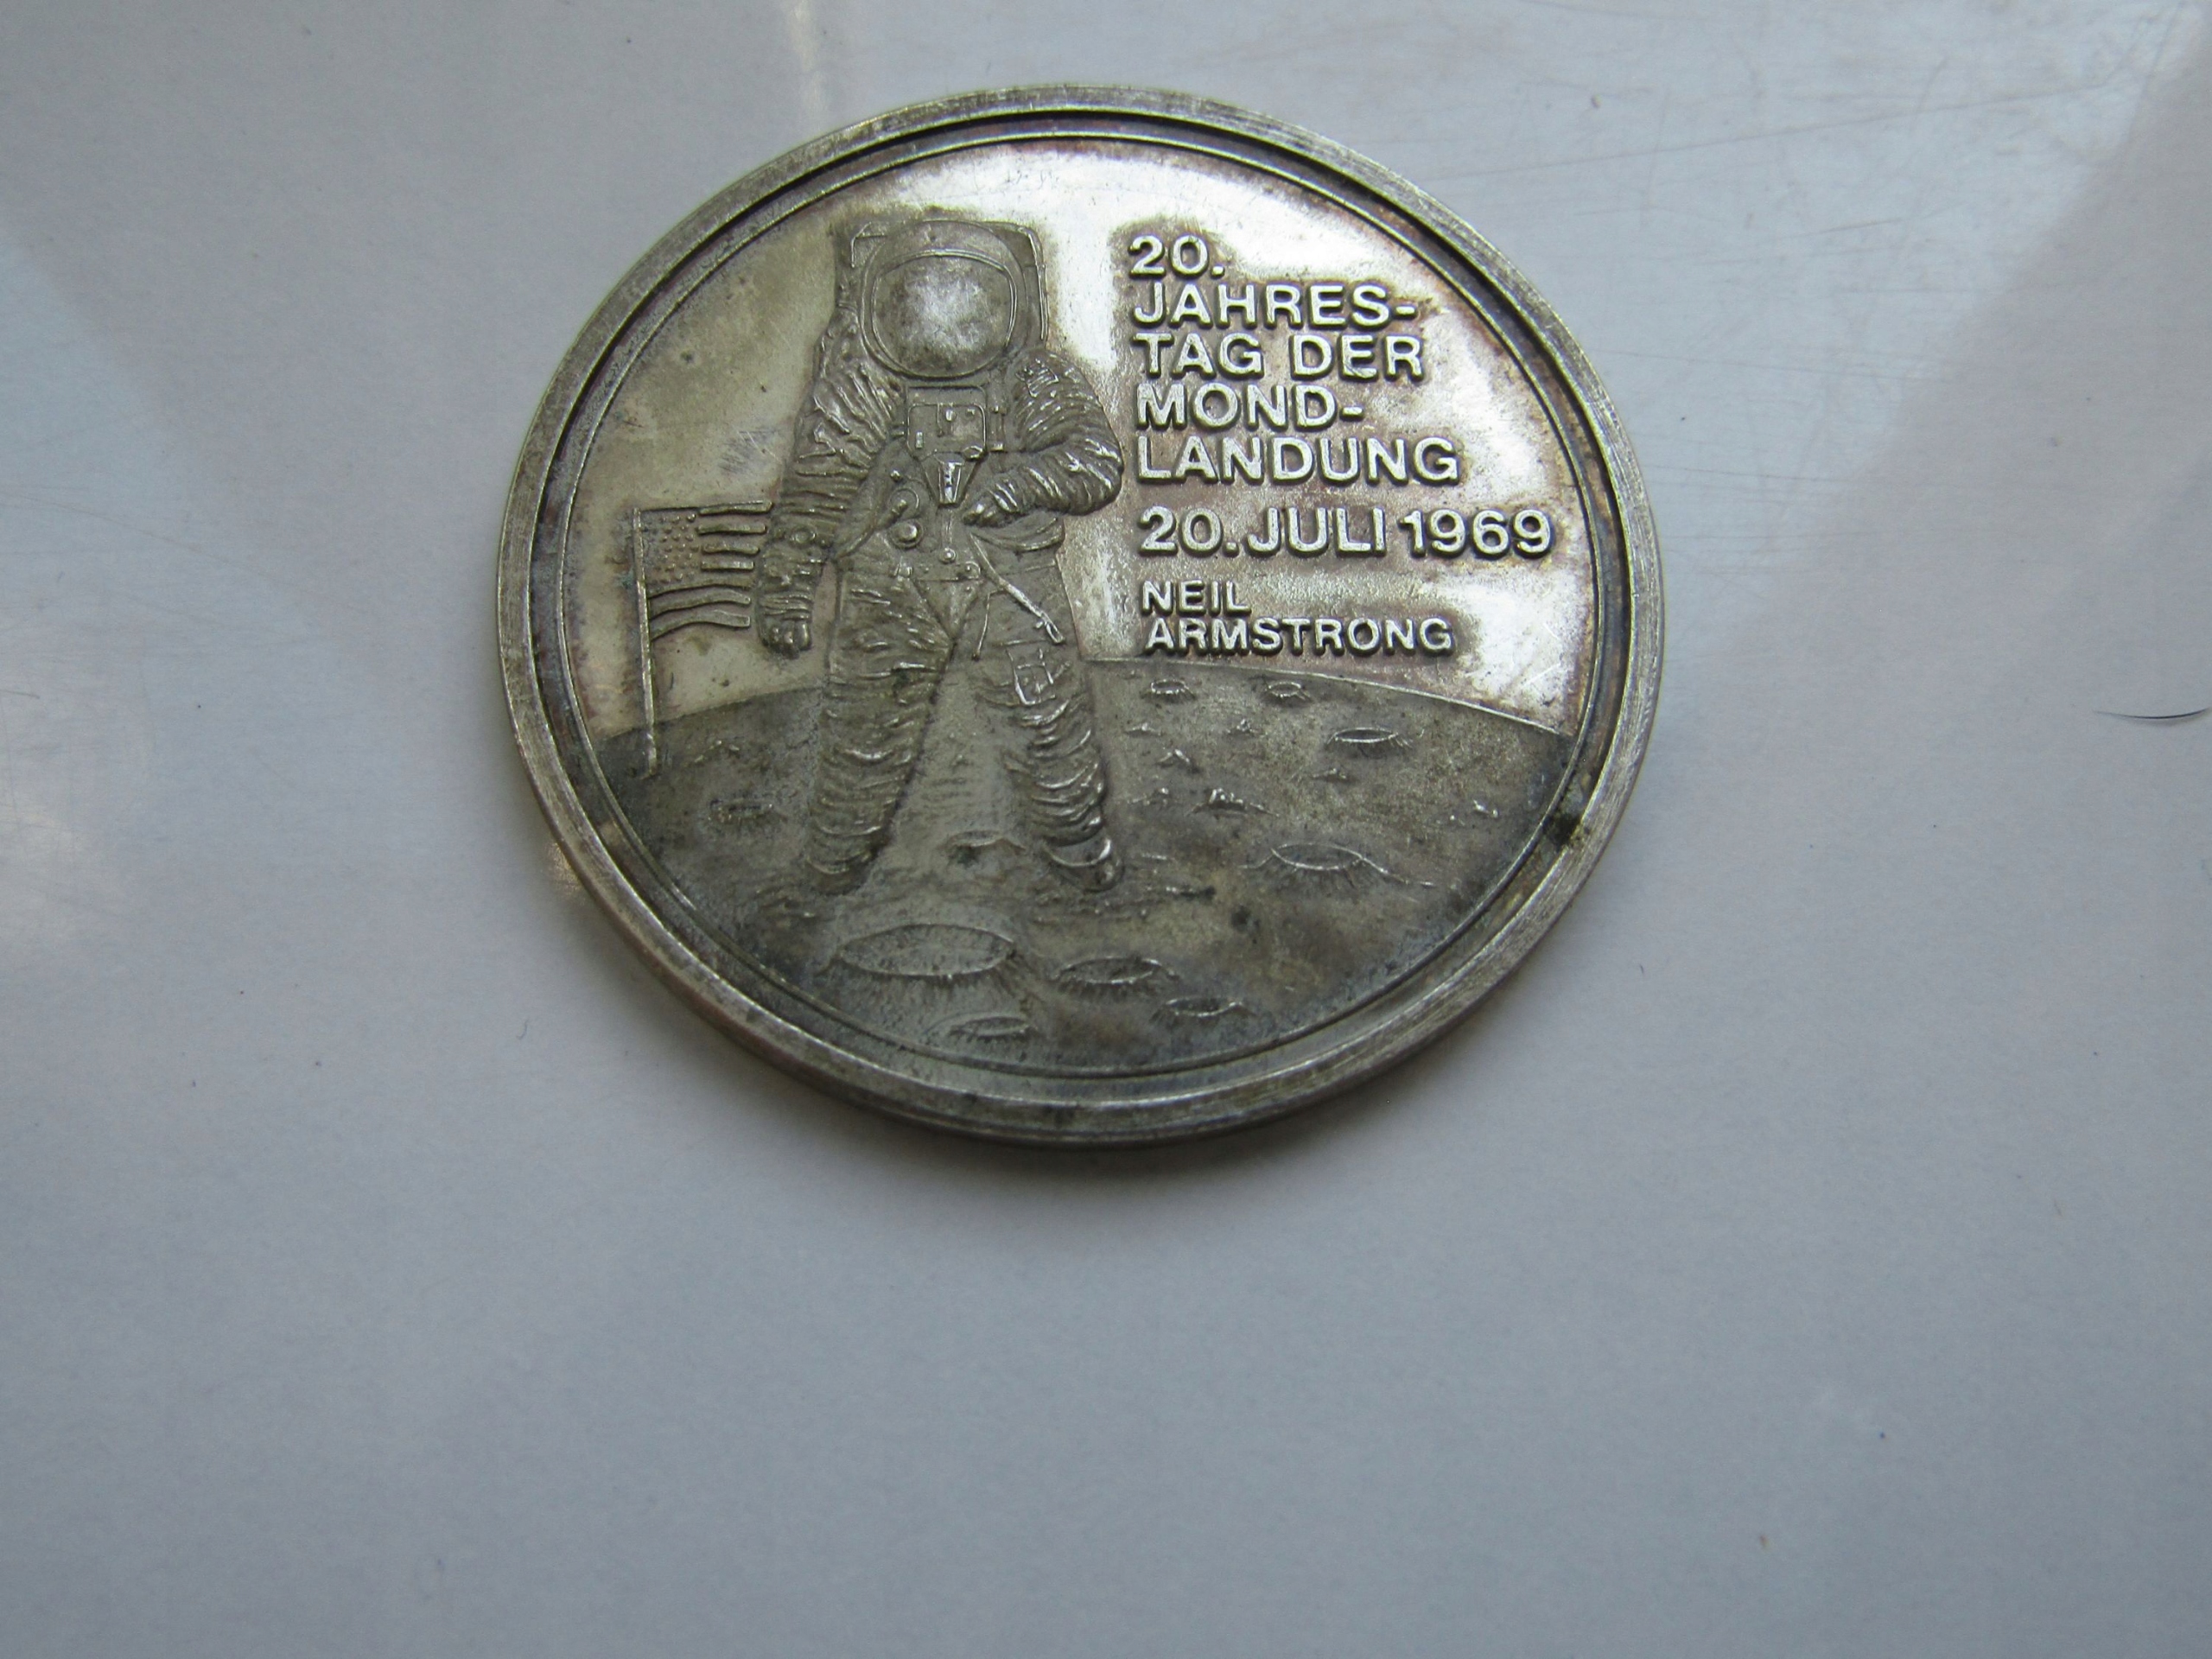 20.
JAHRES-
TAG DER
MOND-
LANDUNG
20. JULI 1969
NEIL
ARMSTRONG